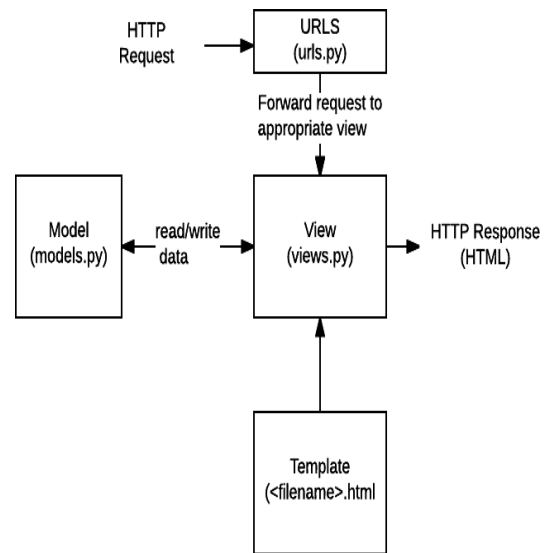 HTTP
Request
URLS
(urls.py)
Forward request to
appropriate view
Model
(models.py)
read/write
data
View
(views.py)
HTTP Response
(HTML)
Template
(<filename>.html